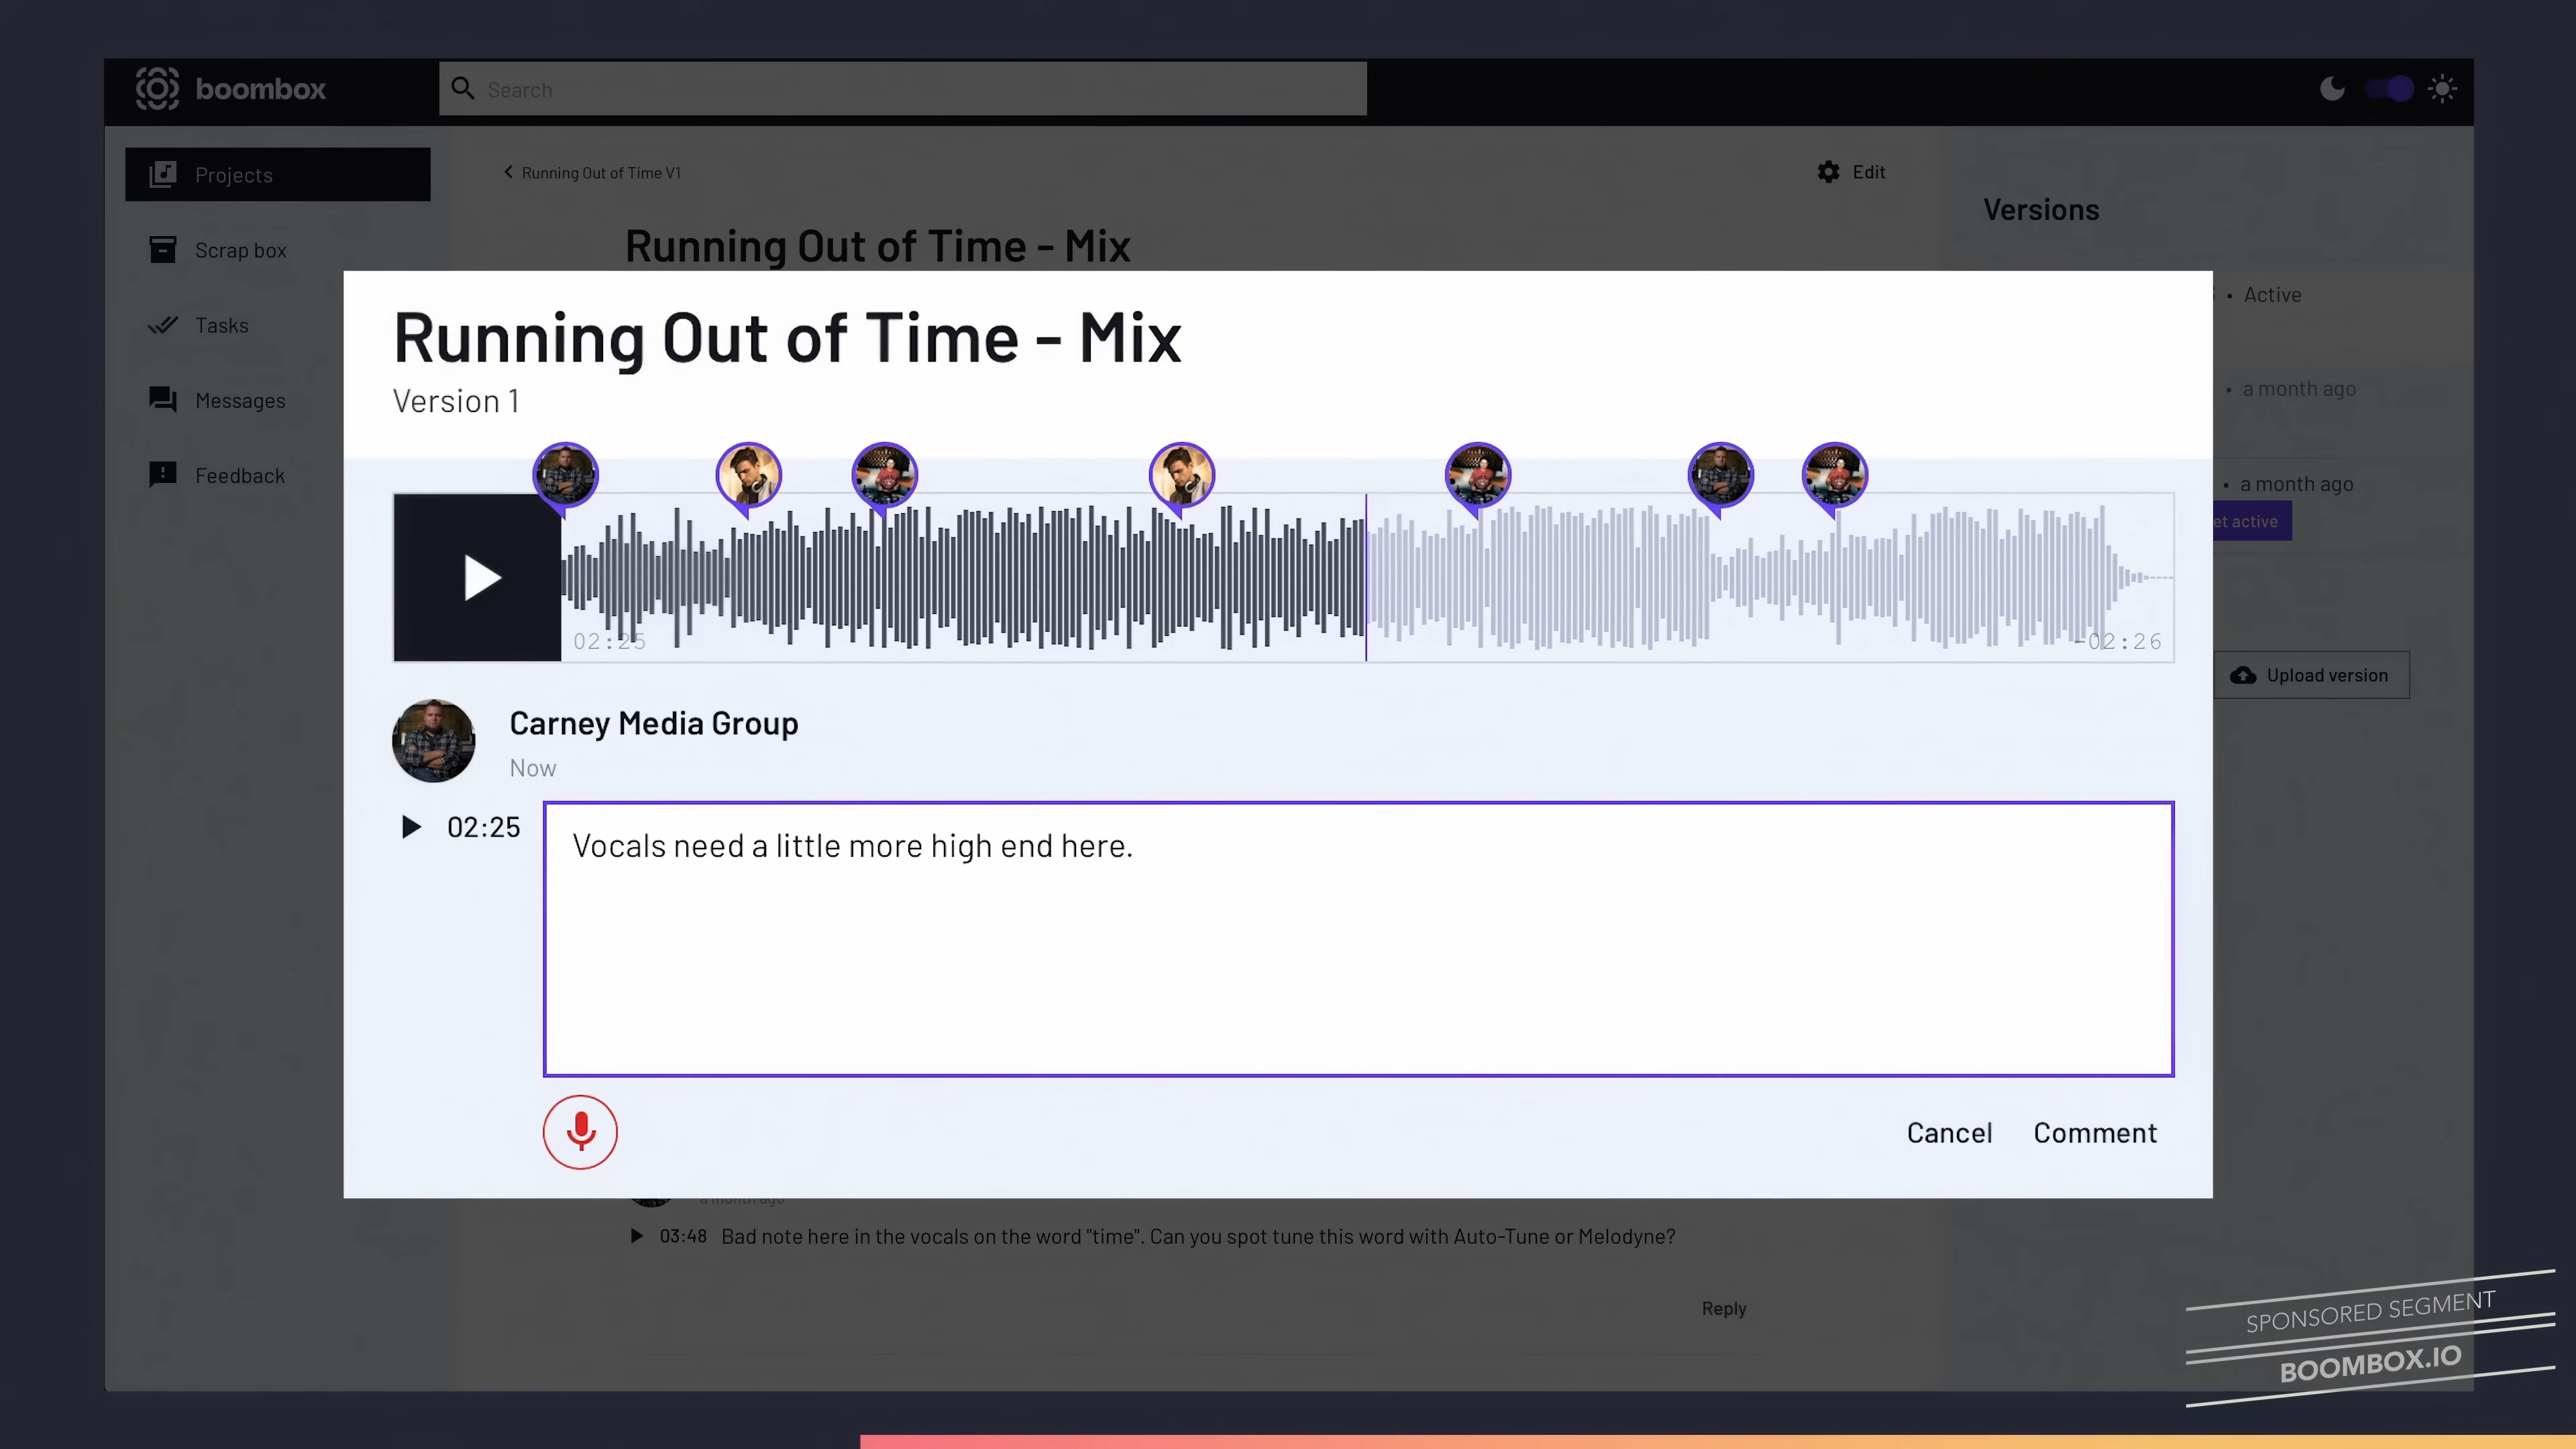 boombox
Search
Projects
Scrap box
Tasks
Messages
Feedback
Running Out of Time V1
Edit
Running Out of Time - Mix
Versions
• Active
• a month ago
• a month ago
et active
Upload version
Running Out of Time - Mix
Version 1
02:25
-02:26
Carney Media Group
Now
02:25
Vocals need a little more high end here.
Cancel
Comment
a month ago
03:48 Bad note here in the vocals on the word "time". Can you spot tune this word with Auto-Tune or Melodyne?
Reply
SPONSORED SEGMENT
BOOMBOX.IO